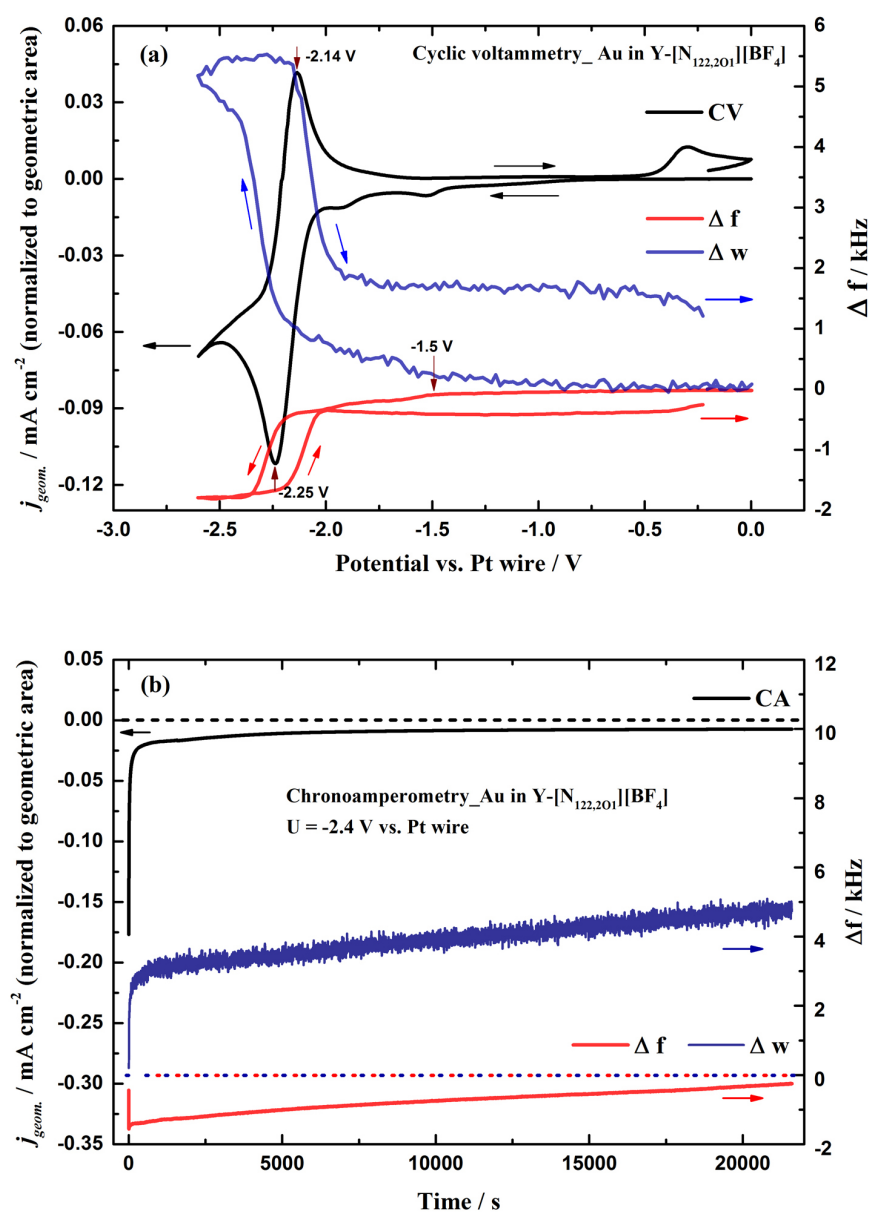 (a)
Cyclic voltammetry_ Au in Y-[N122,2O1][BF4]
-2.14 V
CV
Δ f
Δ w
-1.5 V
-2.25 V
0.06
0.03
0.00
-0.03
-0.06
-0.09
-0.12
jgeom. / mA cm-2 (normalized to geometric area)
6
5
4
3
2
1
0
-1
-2
Δ f / kHz
-3.0 -2.5 -2.0 -1.5 -1.0 -0.5 0.0
Potential vs. Pt wire / V
(b)
CA
Chronoamperometry_Au in Y-[N122,2O1][BF4]
U = -2.4 V vs. Pt wire
Δ f Δ w
0.05
0.00
-0.05
-0.10
-0.15
-0.20
-0.25
-0.30
-0.35
jgeom. / mA cm-2 (normalized to geometric area)
12
10
8
6
4
2
0
-2
Δf / kHz
0 5000 10000 15000 20000
Time / s